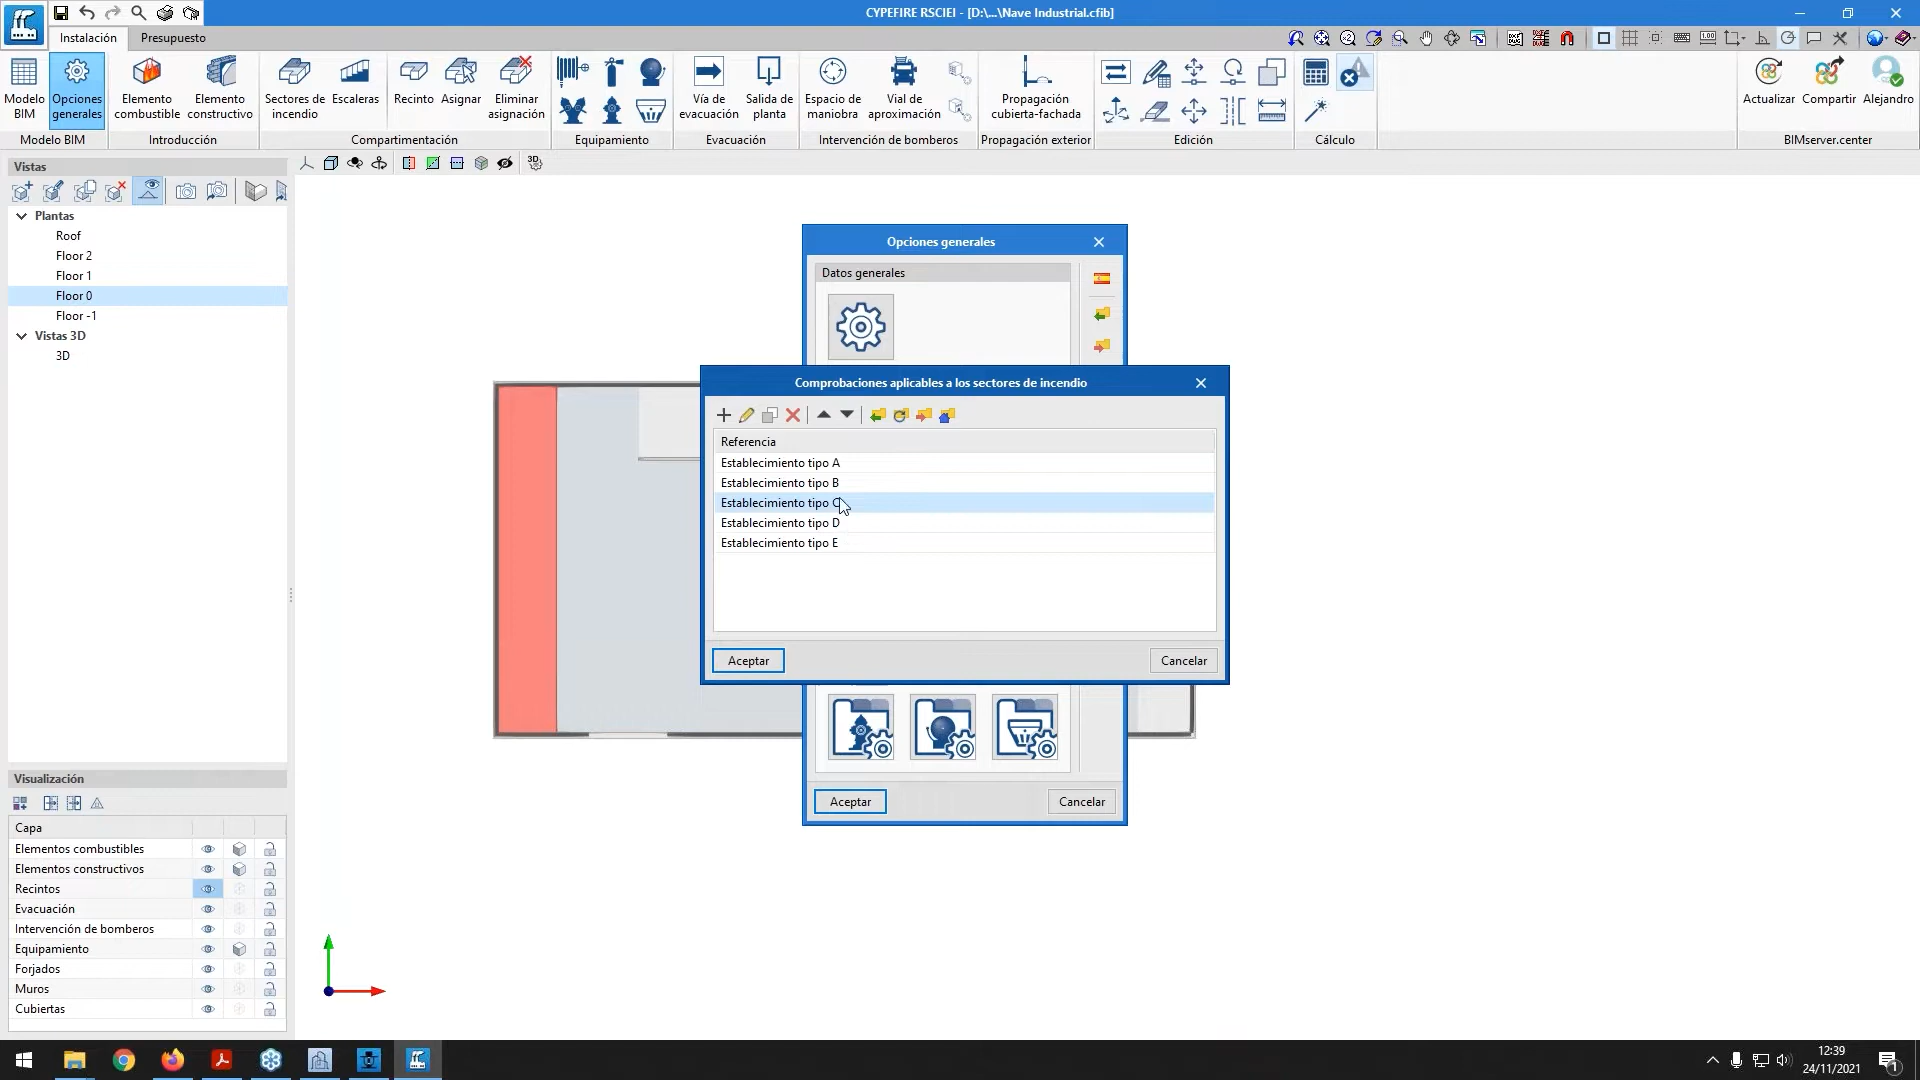 CYPEFIRE RSCIEI - [D:\...\Nave Industrial.cfib]
Instalación
Presupuesto
Modelo BIM
Opciones generales
Elemento combustible
Elemento constructivo
Sectores de incendio
Escaleras
Recinto
Asignar
Eliminar asignación
Vía de evacuación
Salida de planta
Espacio de maniobra
Vial de aproximación
Propagación cubierta-fachada
Actualizar
Compartir
Alejandro
Modelo BIM
Introducción
Compartimentación
Equipamiento
Evacuación
Intervención de bomberos
Propagación exterior
Edición
Cálculo
BIMserver.center
Vistas
Plantas
Roof
Floor 2
Floor 1
Floor 0
Floor -1
Vistas 3D
3D
Opciones generales
Datos generales
Comprobaciones aplicables a los sectores de incendio
Referencia
Establecimiento tipo A
Establecimiento tipo B
Establecimiento tipo C
Establecimiento tipo D
Establecimiento tipo E
Aceptar
Cancelar
Aceptar
Cancelar
Visualización
Capa
Elementos combustibles
Elementos constructivos
Recintos
Evacuación
Intervención de bomberos
Equipamiento
Forjados
Muros
Cubiertas
12:39
24/11/2021